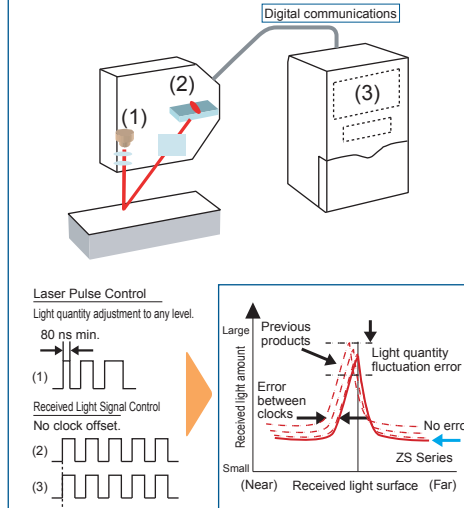 Digital communications
(2)
(1)
(3)
Laser Pulse Control
Light quantity adjustment to any level.
80 ns min.
(1)
Received Light Signal Control
No clock offset.
(2)
(3)
Large
Previous
products
Light quantity
fluctuation error
Received light amount
Error
between
clocks
No erro
ZS Series
Small
(Near)
Received light surface
(Far)